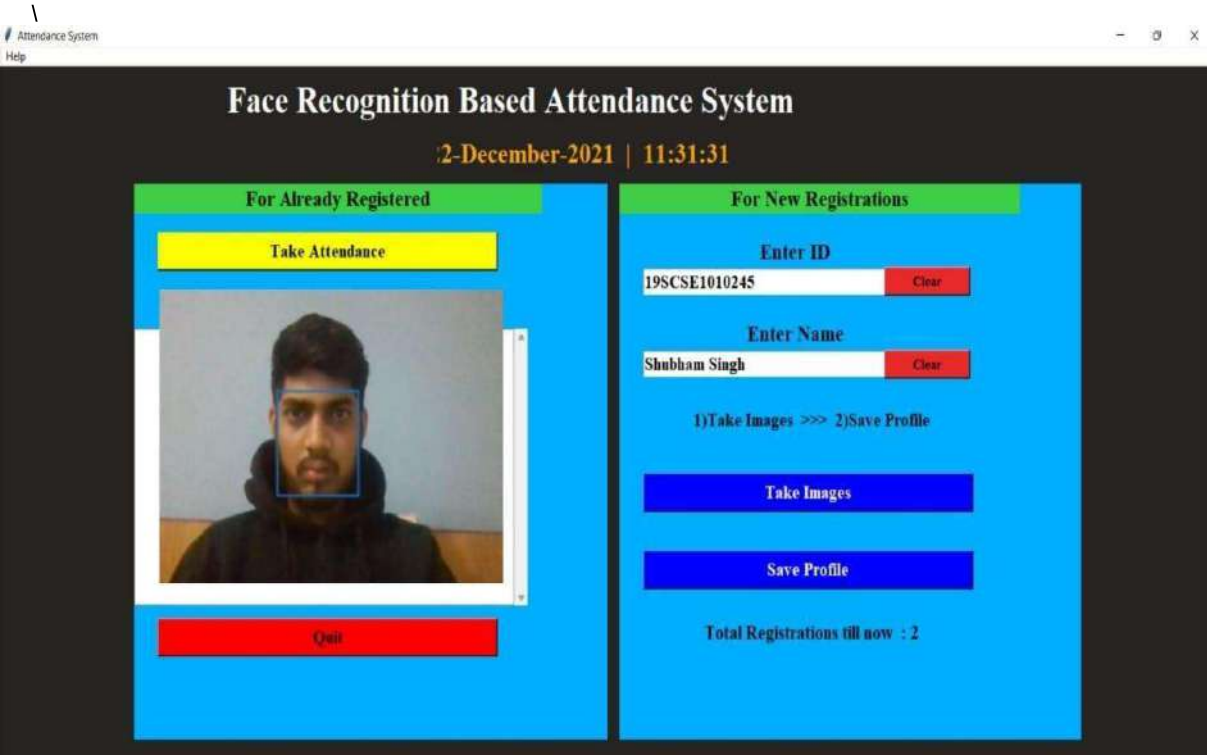 \
Attendance System
Help
Face Recognition Based Attendance System
:2-December-2021 | 11:31:31
For Already Registered
Take Attendance
Quit
For New Registrations
Enter ID
19SCSE1010245
Clear
Enter Name
Shubham Singh
Clear
1)Take Images >>> 2)Save Profile
Take Images
Save Profile
Total Registrations till now : 2